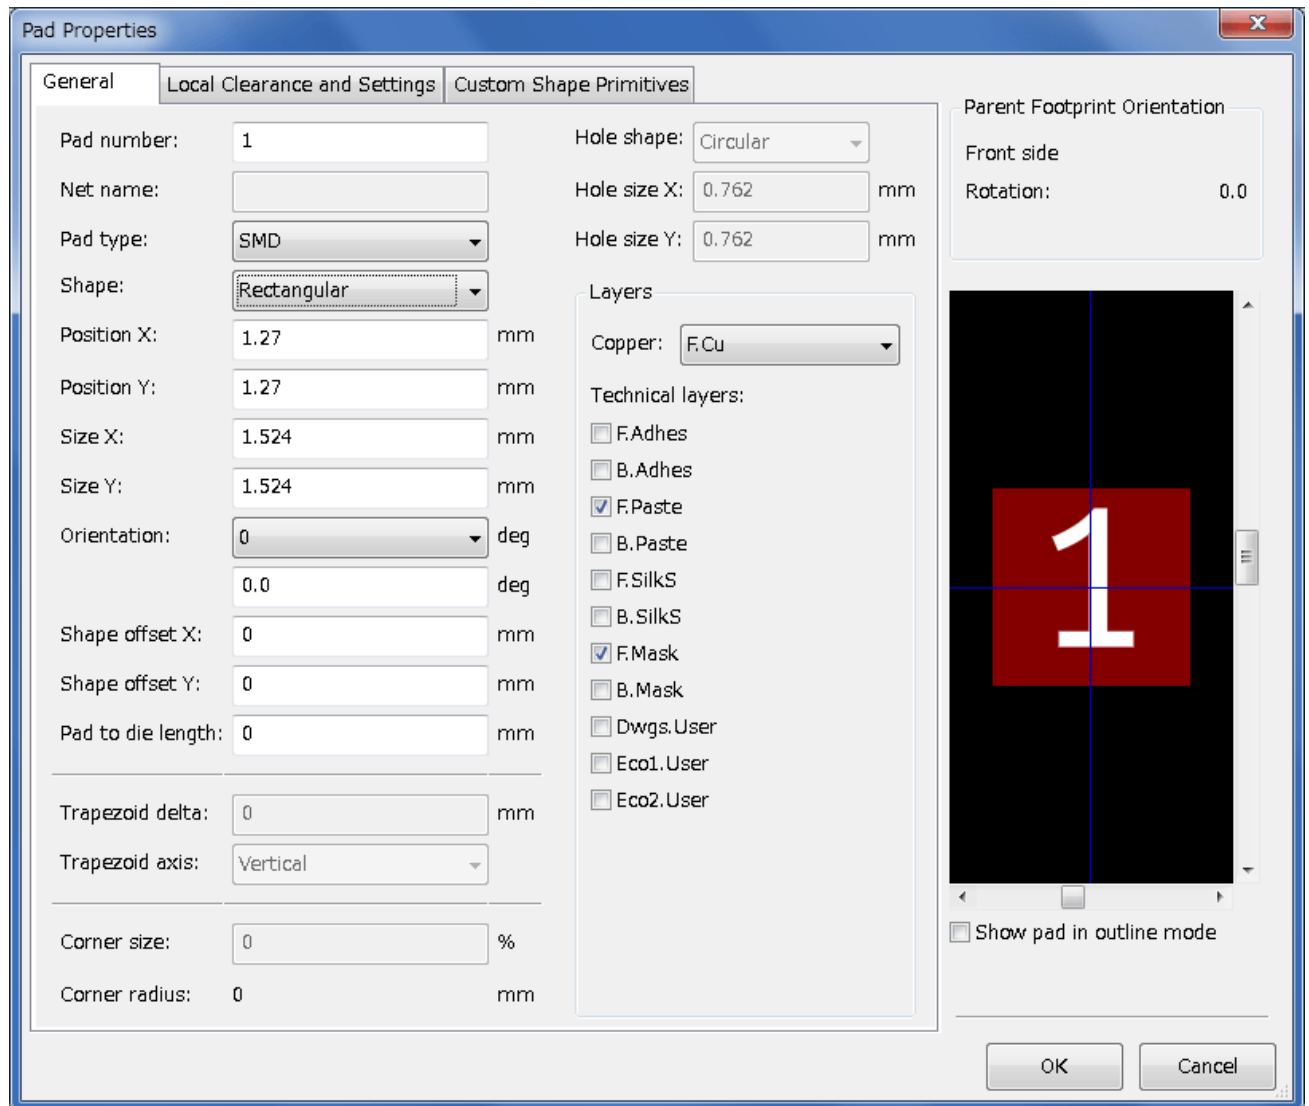 Pad Properties
General
Local Clearance and Settings
Custom Shape Primitives
Pad number: 1
Net name:
Pad type: SMD
Shape: Rectangular
Position X: 1.27 mm
Position Y: 1.27 mm
Size X: 1.524 mm
Size Y: 1.524 mm
Orientation: 0 deg
0.0 deg
Shape offset X: 0 mm
Shape offset Y: 0 mm
Pad to die length: 0 mm
Trapezoid delta: 0 mm
Trapezoid axis: Vertical
Corner size: 0 %
Corner radius: 0 mm
Hole shape: Circular
Hole size X: 0.762 mm
Hole size Y: 0.762 mm
Layers
Copper: F.Cu
Technical layers:
F.Adhes
B.Adhes
F.Paste
B.Paste
F.SilkS
B.SilkS
F.Mask
B.Mask
Dwgs.User
Eco1.User
Eco2.User
Parent Footprint Orientation
Front side
Rotation: 0.0
1
Show pad in outline mode
OK
Cancel